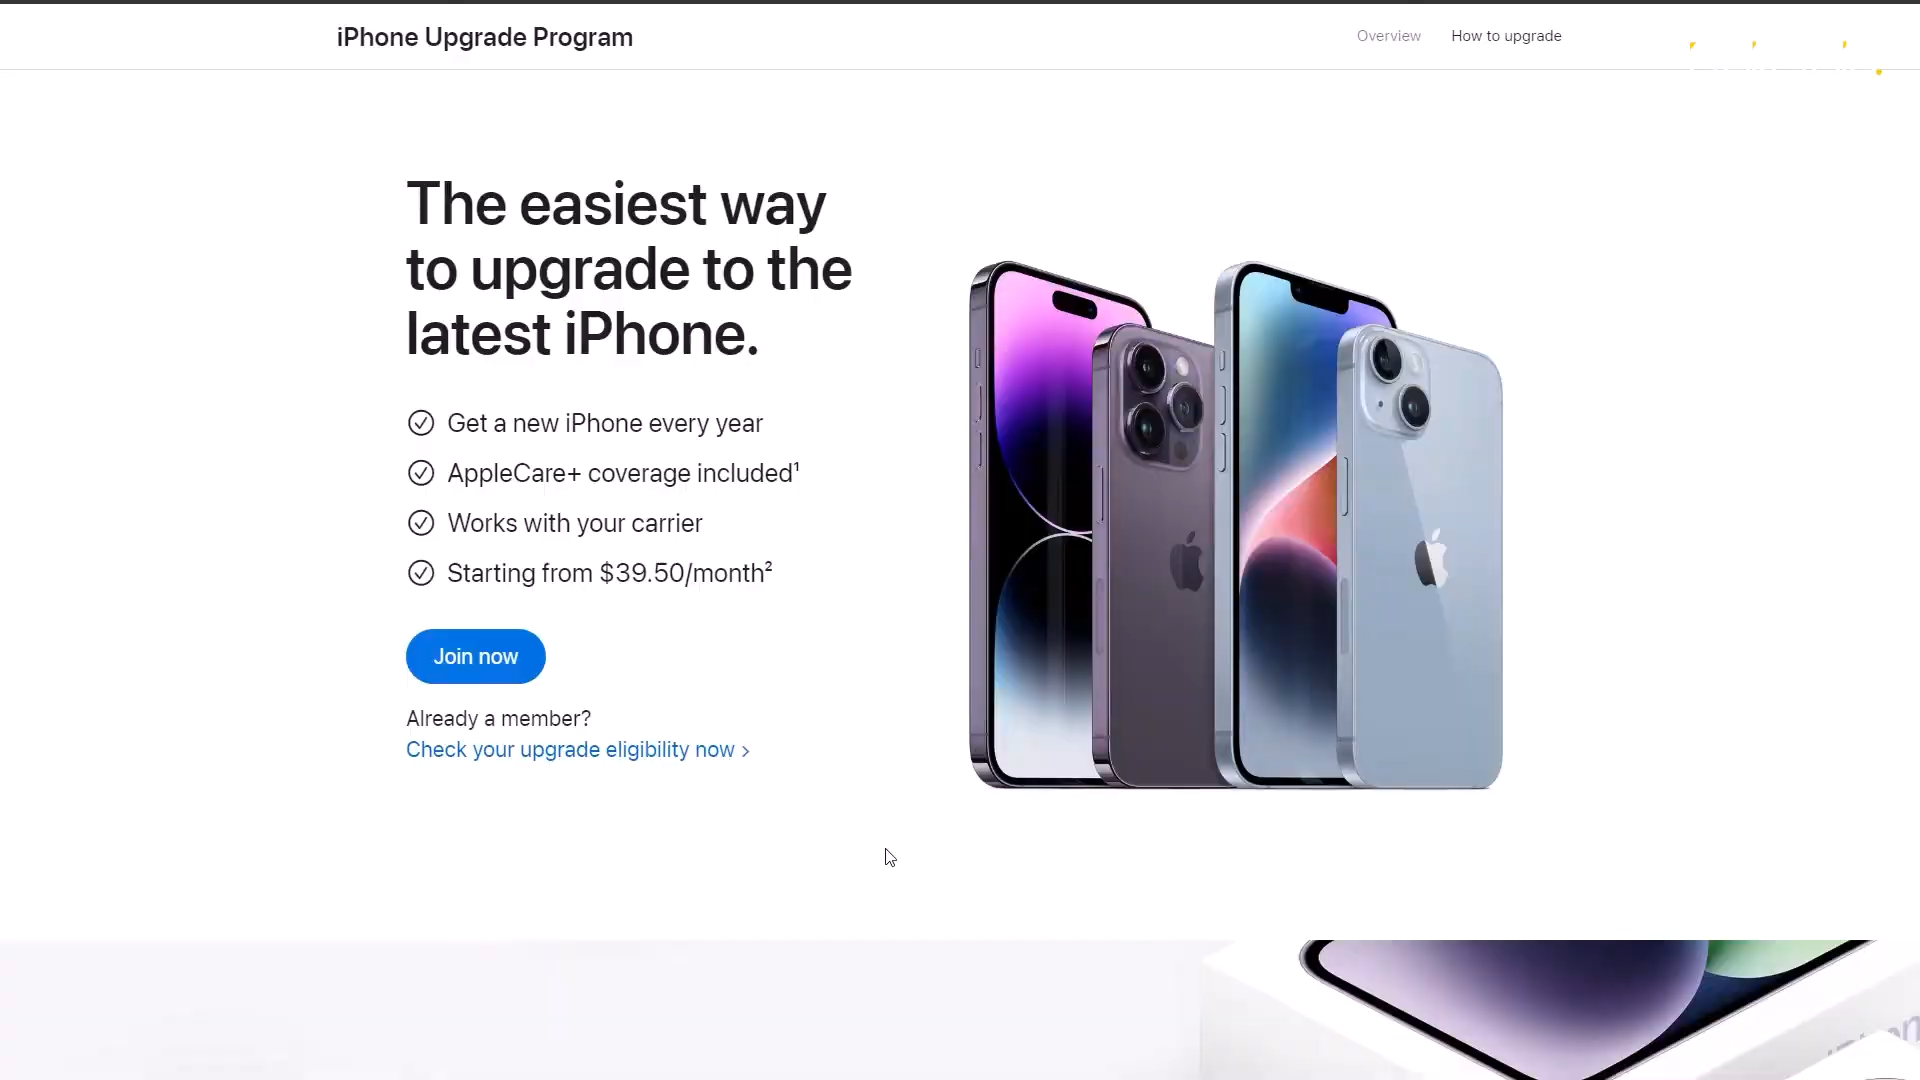 iPhone Upgrade Program
Overview
How to upgrade
The easiest way
to upgrade to the
latest iPhone.
Get a new iPhone every year
AppleCare+ coverage included¹
Works with your carrier
Starting from $39.50/month²
Join now
Already a member?
Check your upgrade eligibility now >